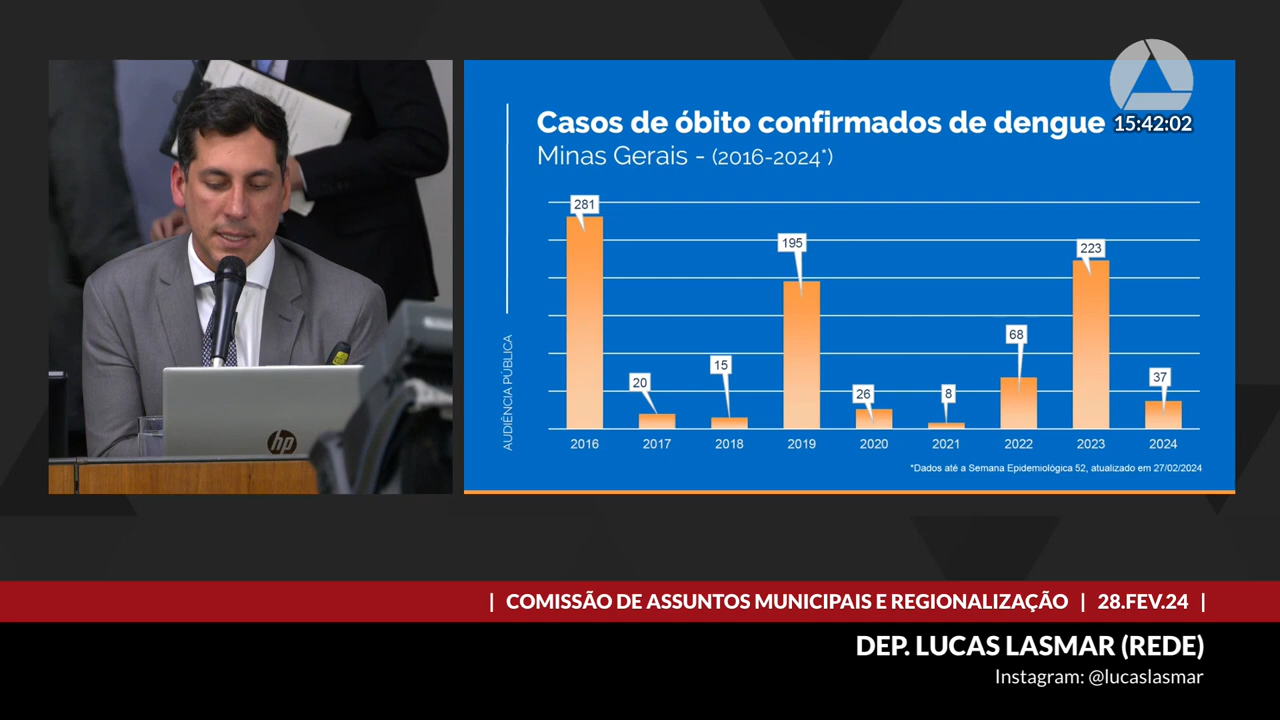 Casos de óbito confirmados de dengue
15:42:02
Minas Gerais - (2016-2024*)
AUDIÊNCIA PÚBLICA
281
20
15
195
26
8
68
223
37
2016
2017
2018
2019
2020
2021
2022
2023
2024
*Dados até a Semana Epidemiológica 52, atualizado em 27/02/2024
hp
| COMISSÃO DE ASSUNTOS MUNICIPAIS E REGIONALIZAÇÃO | 28.FEV.24 |
DEP. LUCAS LASMAR (REDE)
Instagram: @lucaslasmar